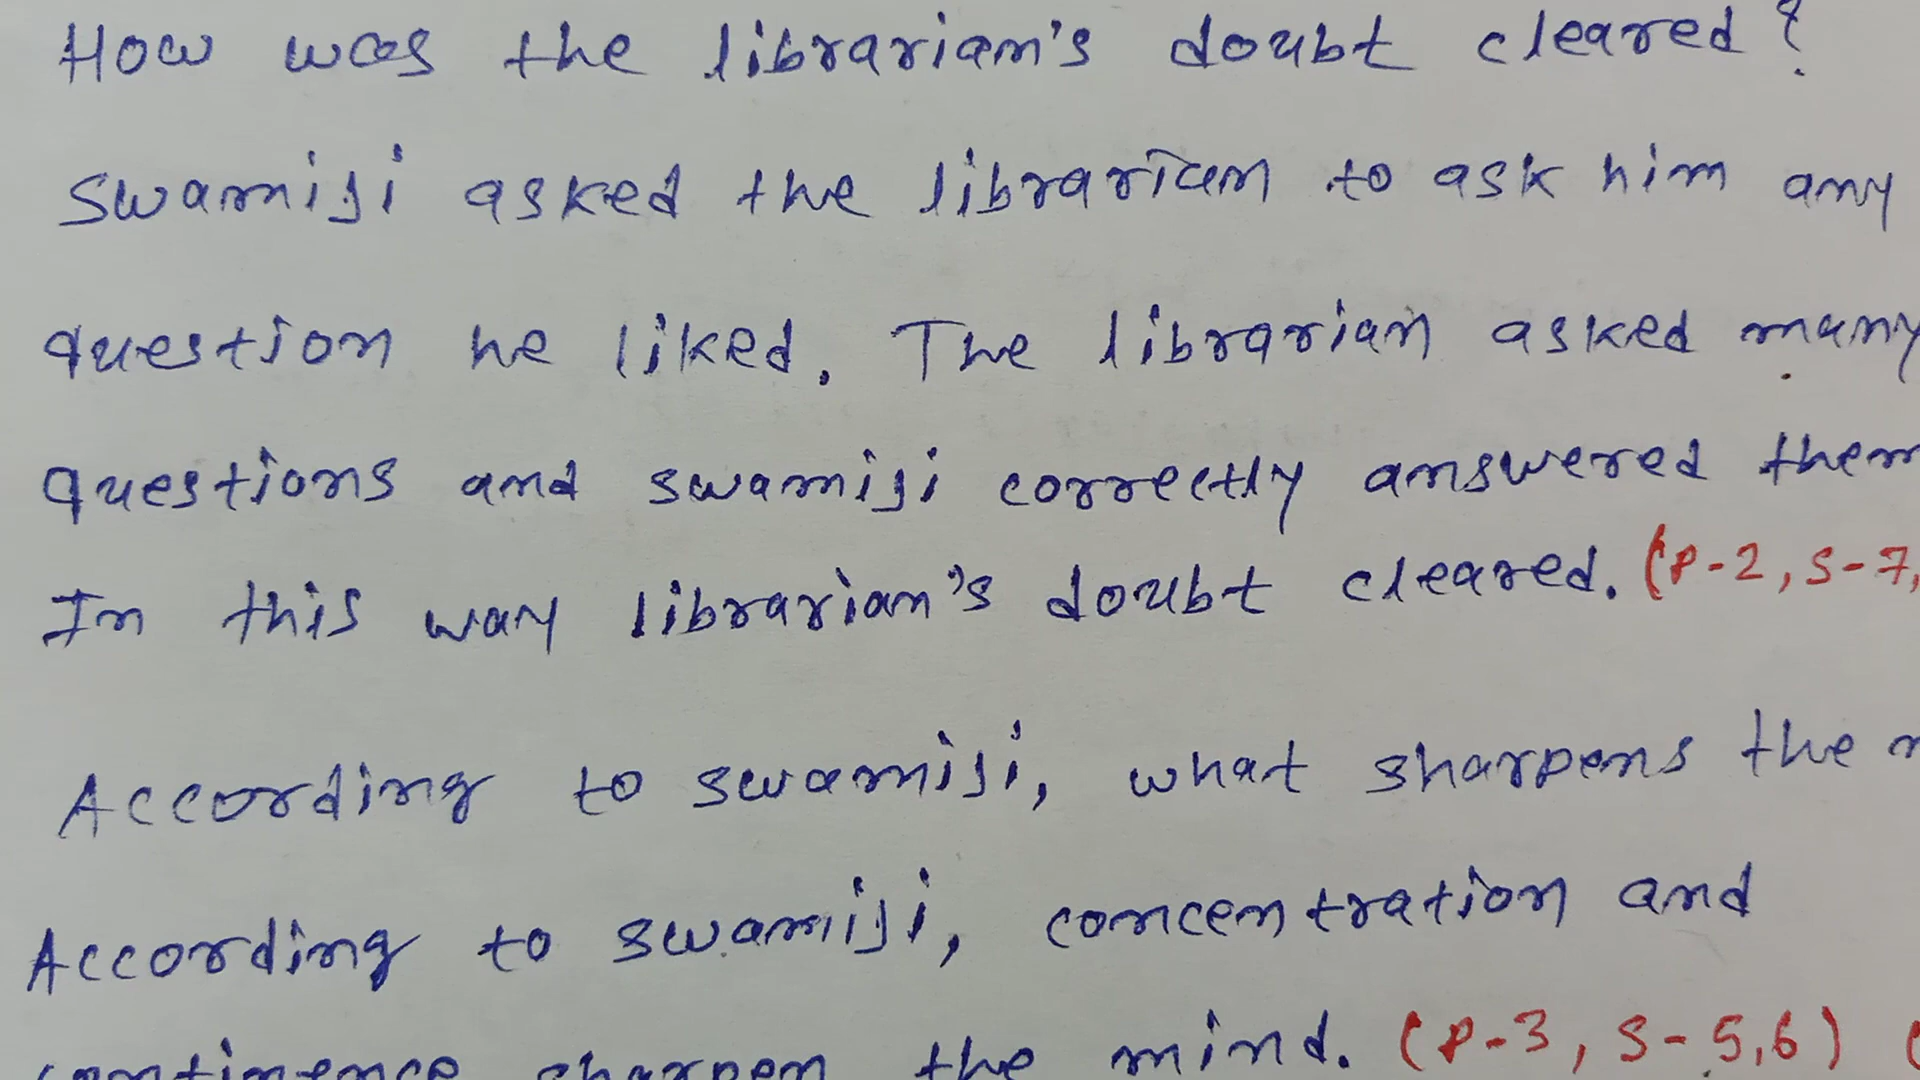 How was the librarian's doubt cleared?
Swamiji asked the librarian to ask him any
question he liked. The librarian asked many
questions and swamiji correctly answered them
In this way librarian's doubt cleared. (P-2, S-7,
According to swamiji, what sharpens the
According to swamiji, concentration and
continence sharpen the mind. (P-3, S-5,6) (